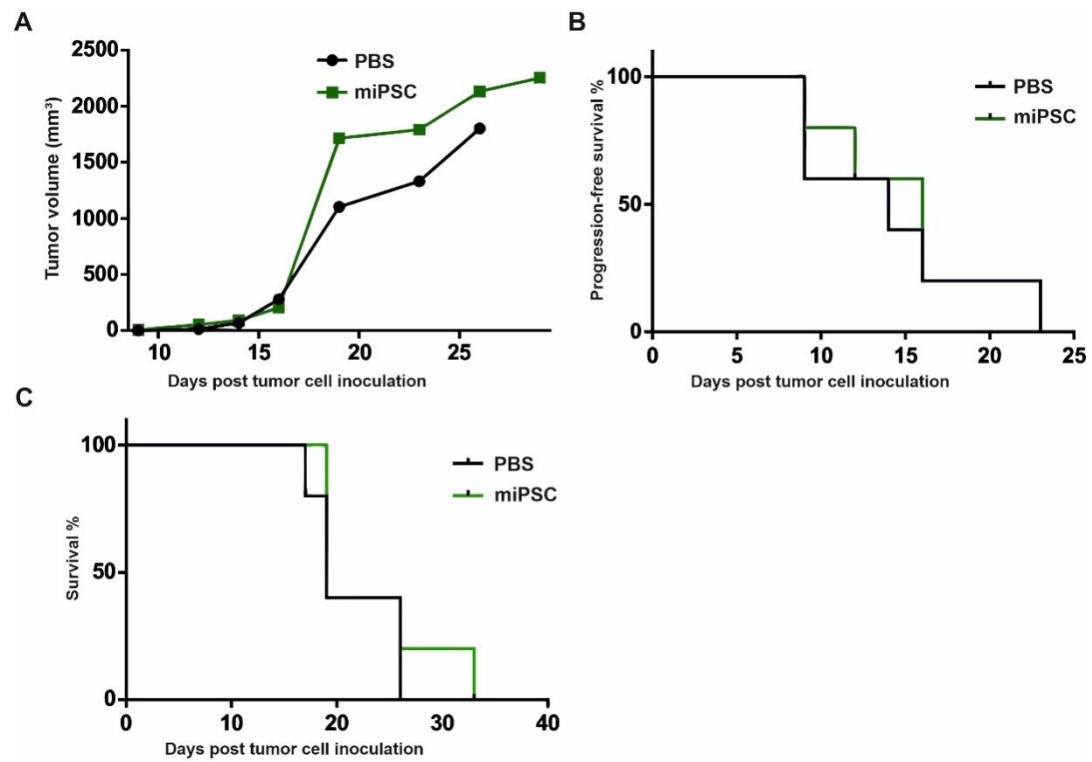 A
2500
2000
1500
1000
500
0
Tumor volume (mm³)
PBS
miPSC
10 15 20 25
Days post tumor cell inoculation
B
100
50
0
Progression-free survival %
PBS
miPSC
0 5 10 15 20 25
Days post tumor cell inoculation
C
100
50
0
Survival %
PBS
miPSC
0 10 20 30 40
Days post tumor cell inoculation